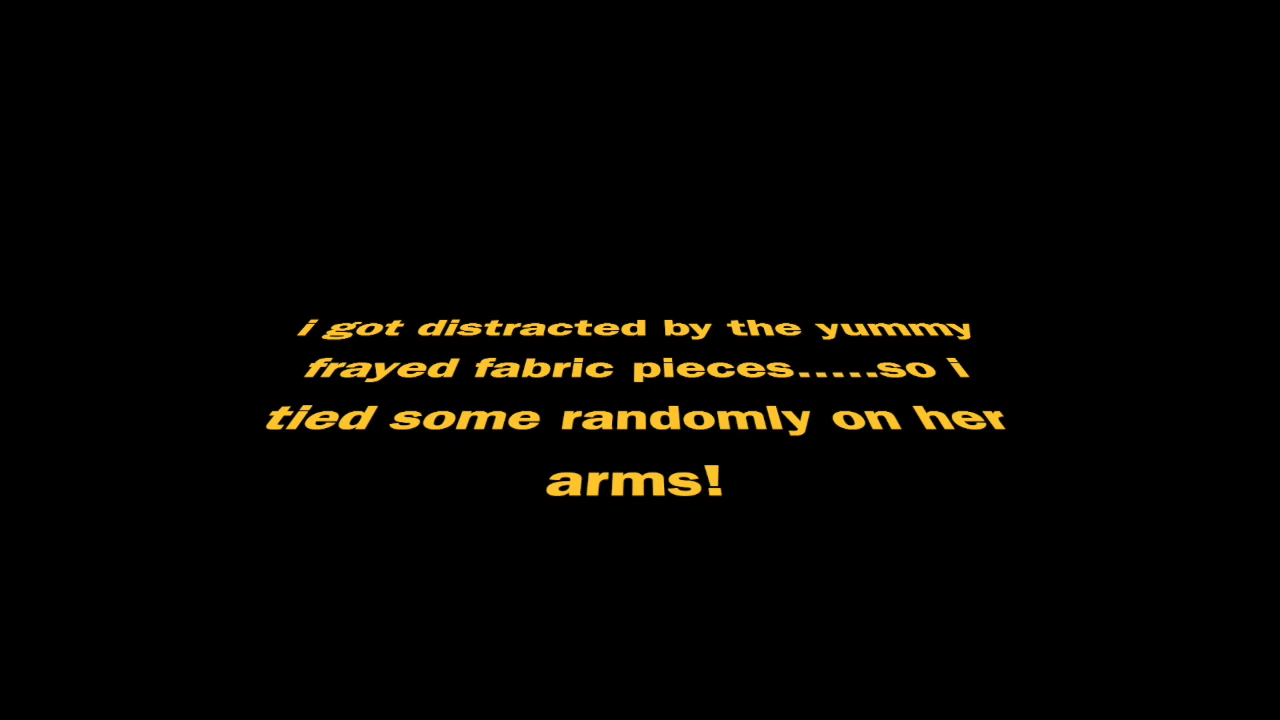 i got distracted by the yummy
frayed fabric pieces.....so i
tied some randomly on her
arms!